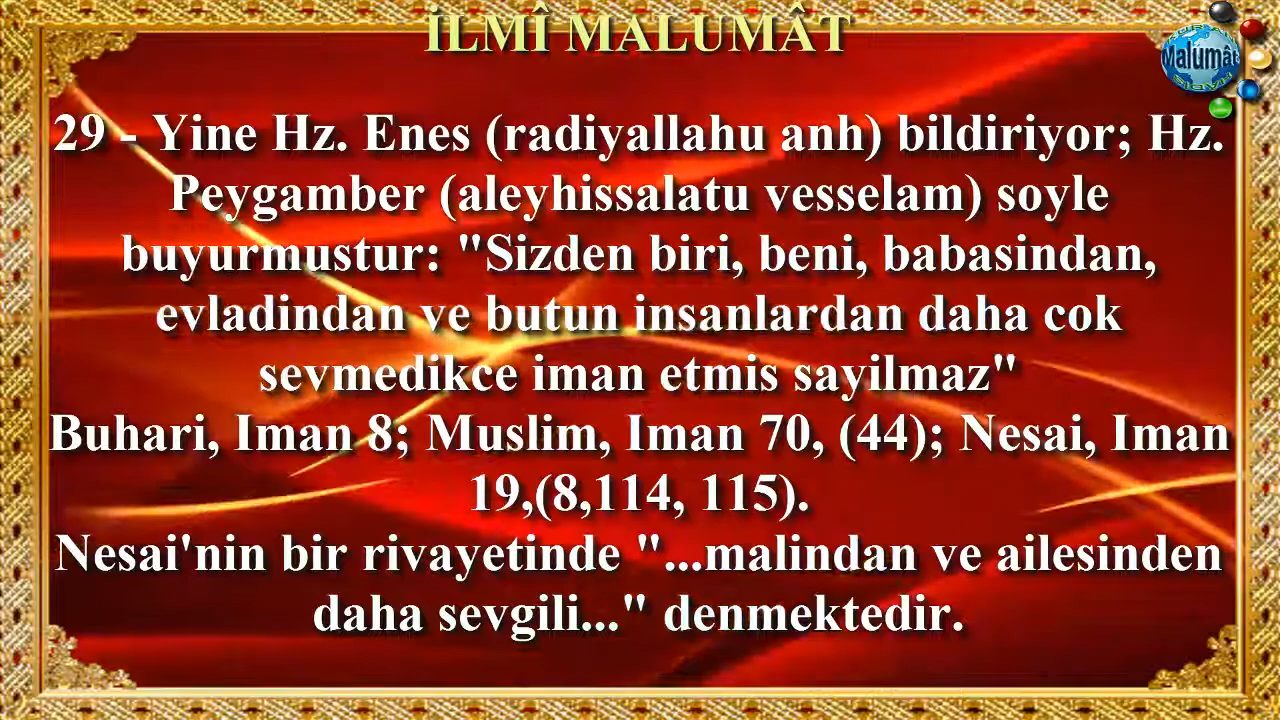 İLMÎ MALUMÂT
Malumât
29 - Yine Hz. Enes (radiyallahu anh) bildiriyor; Hz.
Peygamber (aleyhissalatu vesselam) soyle
buyurmustur: "Sizden biri, beni, babasindan,
evladindan ve butun insanlardan daha cok
sevmedikce iman etmis sayilmaz"
Buhari, Iman 8; Muslim, Iman 70, (44); Nesai, Iman
19,(8,114, 115).
Nesai'nin bir rivayetinde "...malindan ve ailesinden
daha sevgili..." denmektedir.